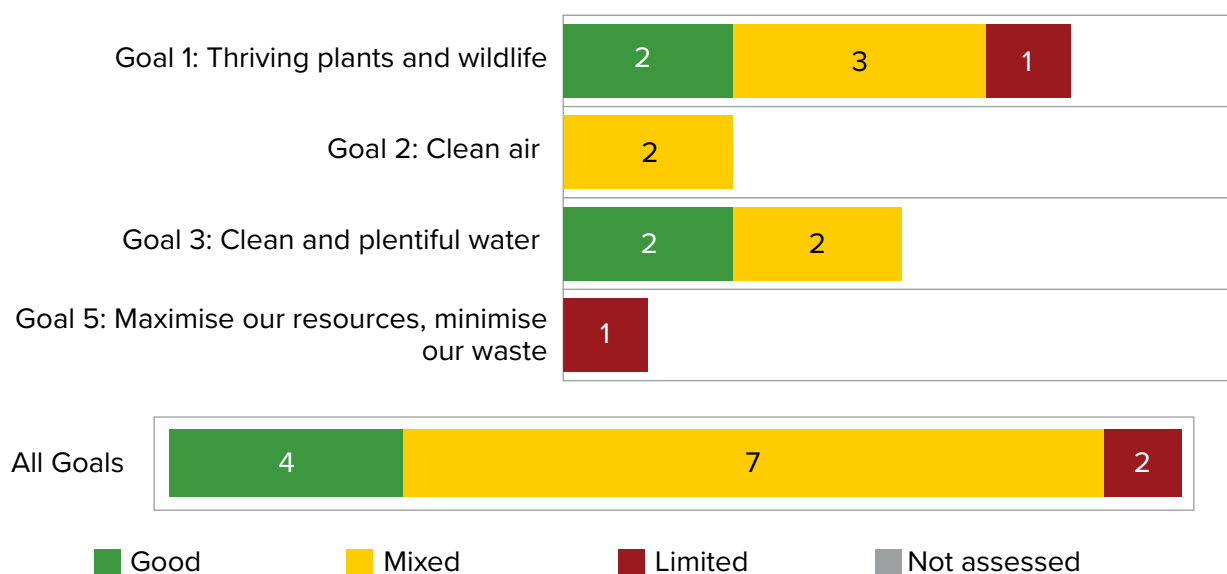 Goal 1: Thriving plants and wildlife
2 3 1
Goal 2: Clean air
2
Goal 3: Clean and plentiful water
2 2
Goal 5: Maximise our resources, minimise
our waste
1
All Goals
4 7 2
Good Mixed Limited Not assessed